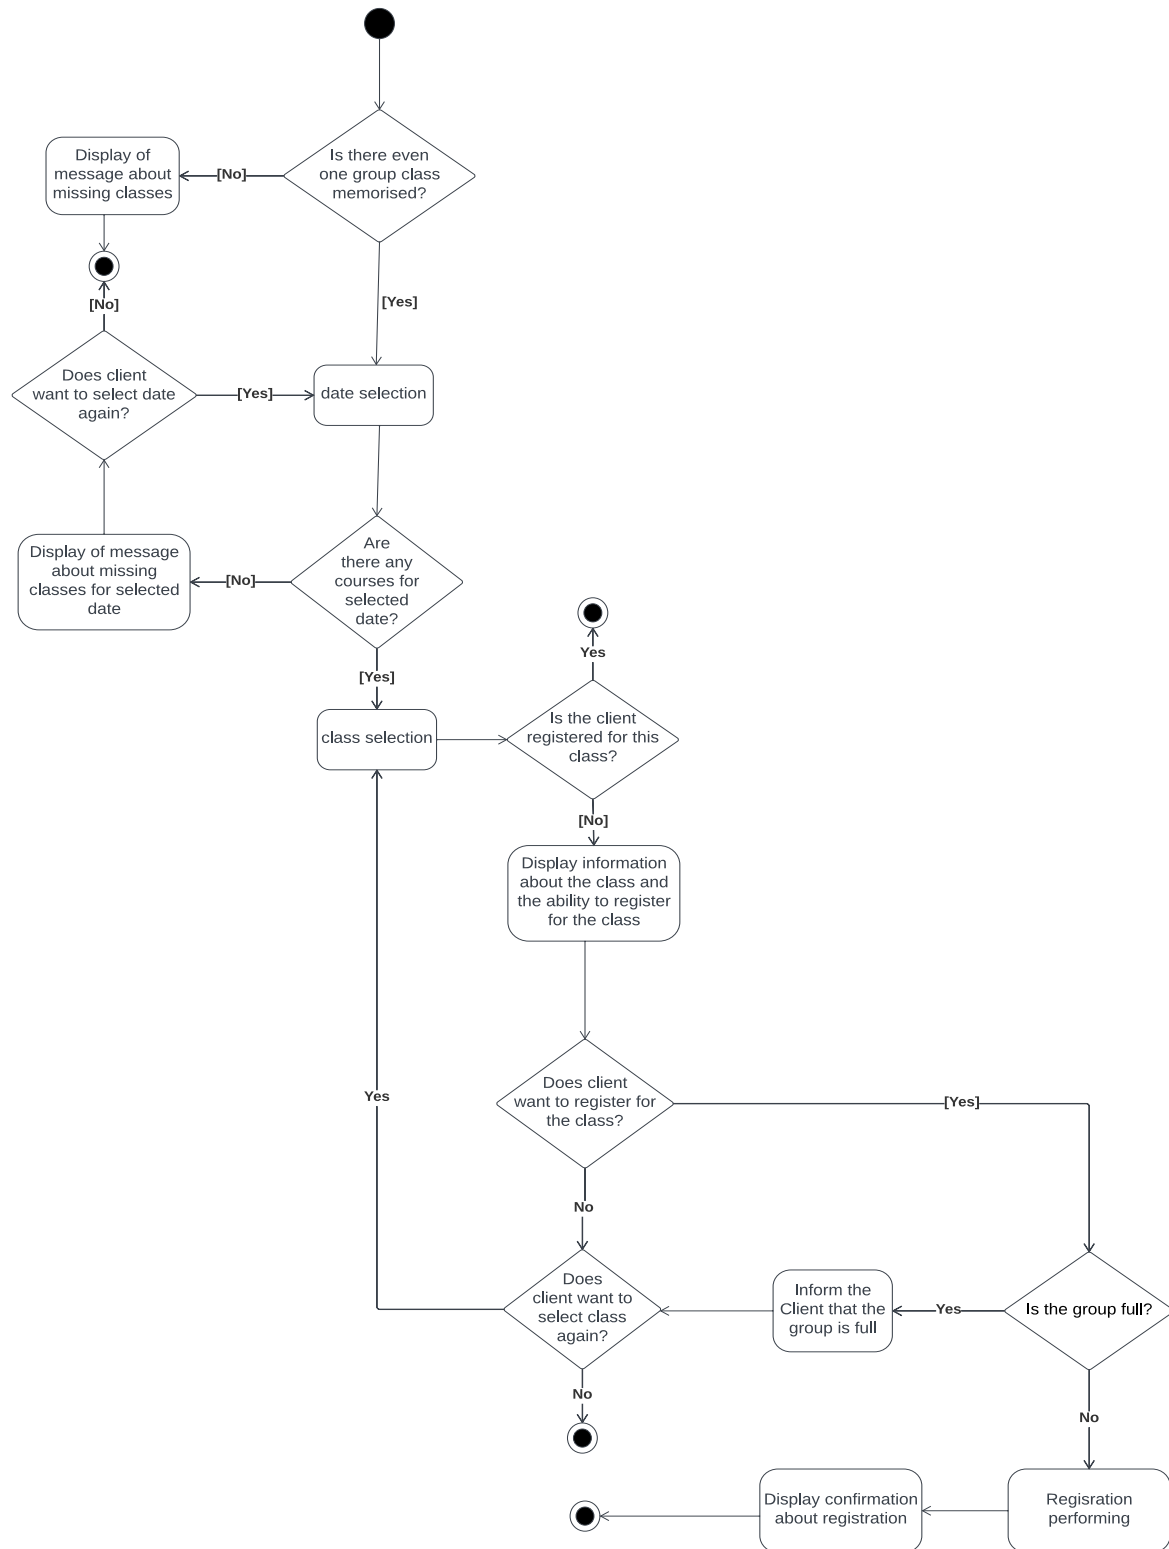 Is there even
one group class
memorised?
[No]
Display of
message about
missing classes
[Yes]
[No]
Does client
want to select date
again?
[Yes]
date selection
Are
there any
courses for
selected
date?
[No]
Display of message
about missing
classes for selected
date
[Yes]
class selection
Yes
Is the client
registered for this
class?
[No]
Display information
about the class and
the ability to register
for the class
Does client
want to register for
the class?
[Yes]
Yes
No
Does
client want to
select class
again?
Inform the
Client that the
group is full
Yes
Is the group full?
No
No
Display confirmation
about registration
Regisration
performing